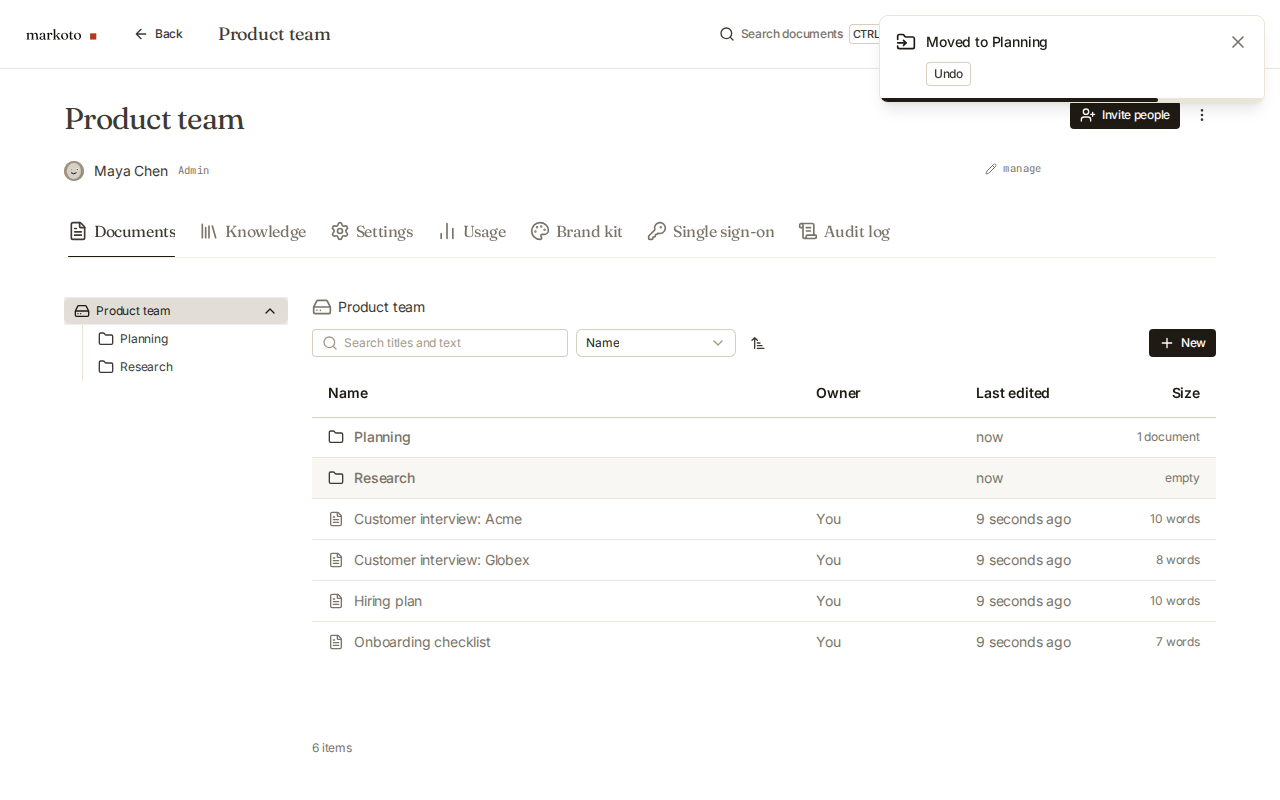 markoto
Back
Product team
Search documents
CTRL
Moved to Planning
Undo
Product team
Invite people
Maya Chen
Admin
manage
Documents
Knowledge
Settings
Usage
Brand kit
Single sign-on
Audit log
Product team
Planning
Research
Product team
Search titles and text
Name
New
Name Owner Last edited Size
Planning now 1 document
Research now empty
Customer interview: Acme You 9 seconds ago 10 words
Customer interview: Globex You 9 seconds ago 8 words
Hiring plan You 9 seconds ago 10 words
Onboarding checklist You 9 seconds ago 7 words
6 items